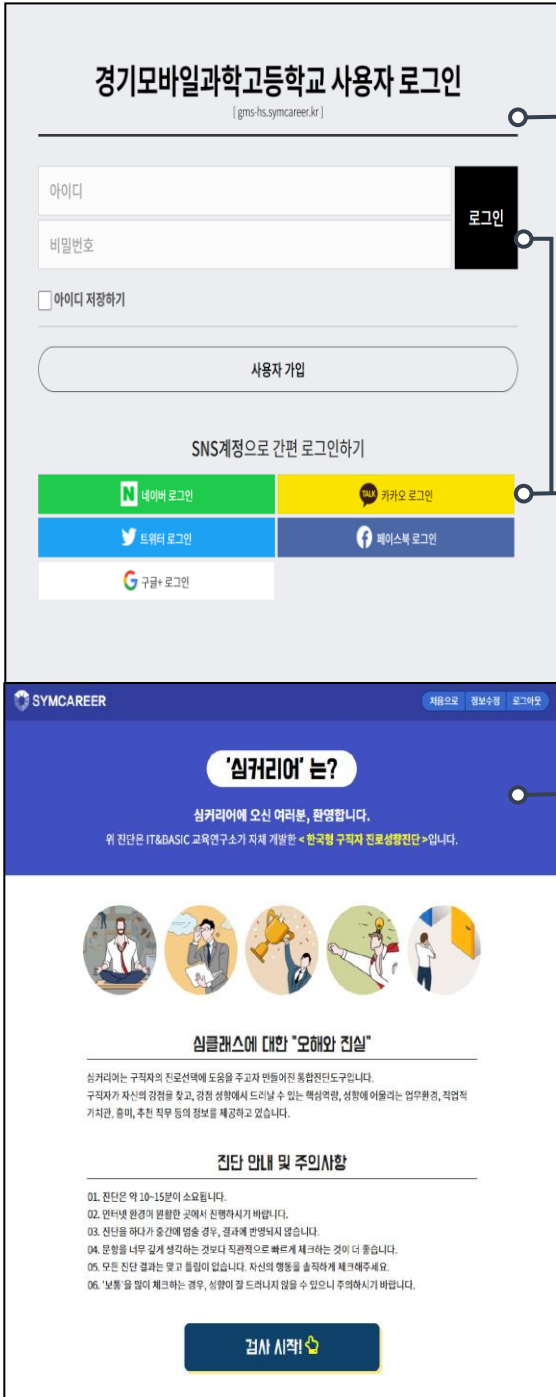 경기모바일과학고등학교 사용자 로그인
[ gms-hs.symcareer.kr ]
아이디
비밀번호
로그인
아이디 저장하기
사용자 가입
SNS계정으로 간편 로그인하기
N 네이버 로그인
TALK 카카오 로그인
트위터 로그인
페이스북 로그인
구글+ 로그인
SYMCAREER
처음으로 정보수정 로그아웃
'심커리어' 는?
심커리어에 오신 여러분, 환영합니다.
위 진단은 IT&BASIC 교육연구소가 자체 개발한 < 한국형 구직자 진로성향진단 >입니다.
심클래스에 대한 "오해와 진실"
심커리어는 구직자의 진로선택에 도움을 주고자 만들어진 통합진단도구입니다.
구직자가 자신의 강점을 찾고, 강점 성향에서 드러날 수 있는 핵심역량, 성향에 어울리는 업무환경, 직업적
가치관, 흥미, 추천 직무 등의 정보를 제공하고 있습니다.
진단 안내 및 주의사항
01. 진단은 약 10~15분이 소요됩니다.
02. 인터넷 환경이 원활한 곳에서 진행하시기 바랍니다.
03. 진단을 하다가 중간에 멈출 경우, 결과에 반영되지 않습니다.
04. 문항을 너무 깊게 생각하는 것보다 직관적으로 빠르게 체크하는 것이 더 좋습니다.
05. 모든 진단 결과는 맞고 틀림이 없습니다. 자신의 행동을 솔직하게 체크해주세요.
06. '보통'을 많이 체크하는 경우, 성향이 잘 드러나지 않을 수 있으니 주의하시기 바랍니다.
검사 시작!